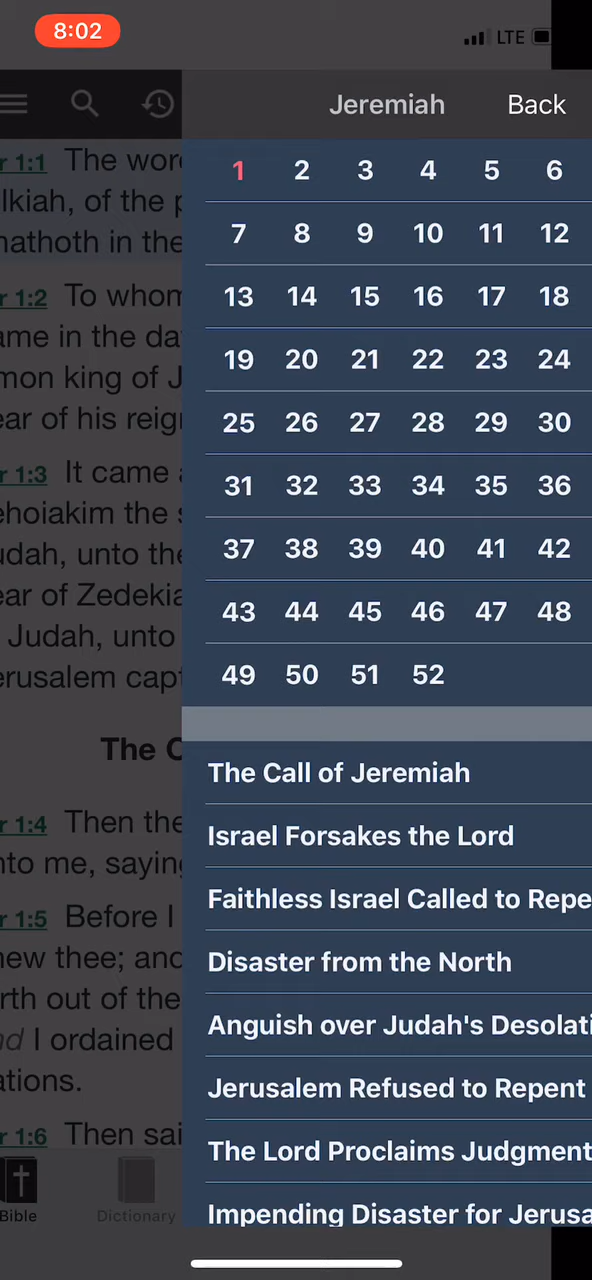 8:02
LTE
Jeremiah Back
1 2 3 4 5 6
7 8 9 10 11 12
13 14 15 16 17 18
19 20 21 22 23 24
25 26 27 28 29 30
31 32 33 34 35 36
37 38 39 40 41 42
43 44 45 46 47 48
49 50 51 52
The Call of Jeremiah
Israel Forsakes the Lord
Faithless Israel Called to Repe
Disaster from the North
Anguish over Judah's Desolati
Jerusalem Refused to Repent
The Lord Proclaims Judgment
Impending Disaster for Jerusa
r 1:1 The wor
lkiah, of the p
nathoth in the
r 1:2 To whom
ame in the da
mon king of J
ear of his reig
r 1:3 It came
ehoiakim the s
udah, unto the
ear of Zedekia
Judah, unto
erusalem capt
The C
r 1:4 Then the
nto me, saying
r 1:5 Before I
new thee; and
rth out of the
nd I ordained
ations.
r 1:6 Then sai
Bible Dictionary